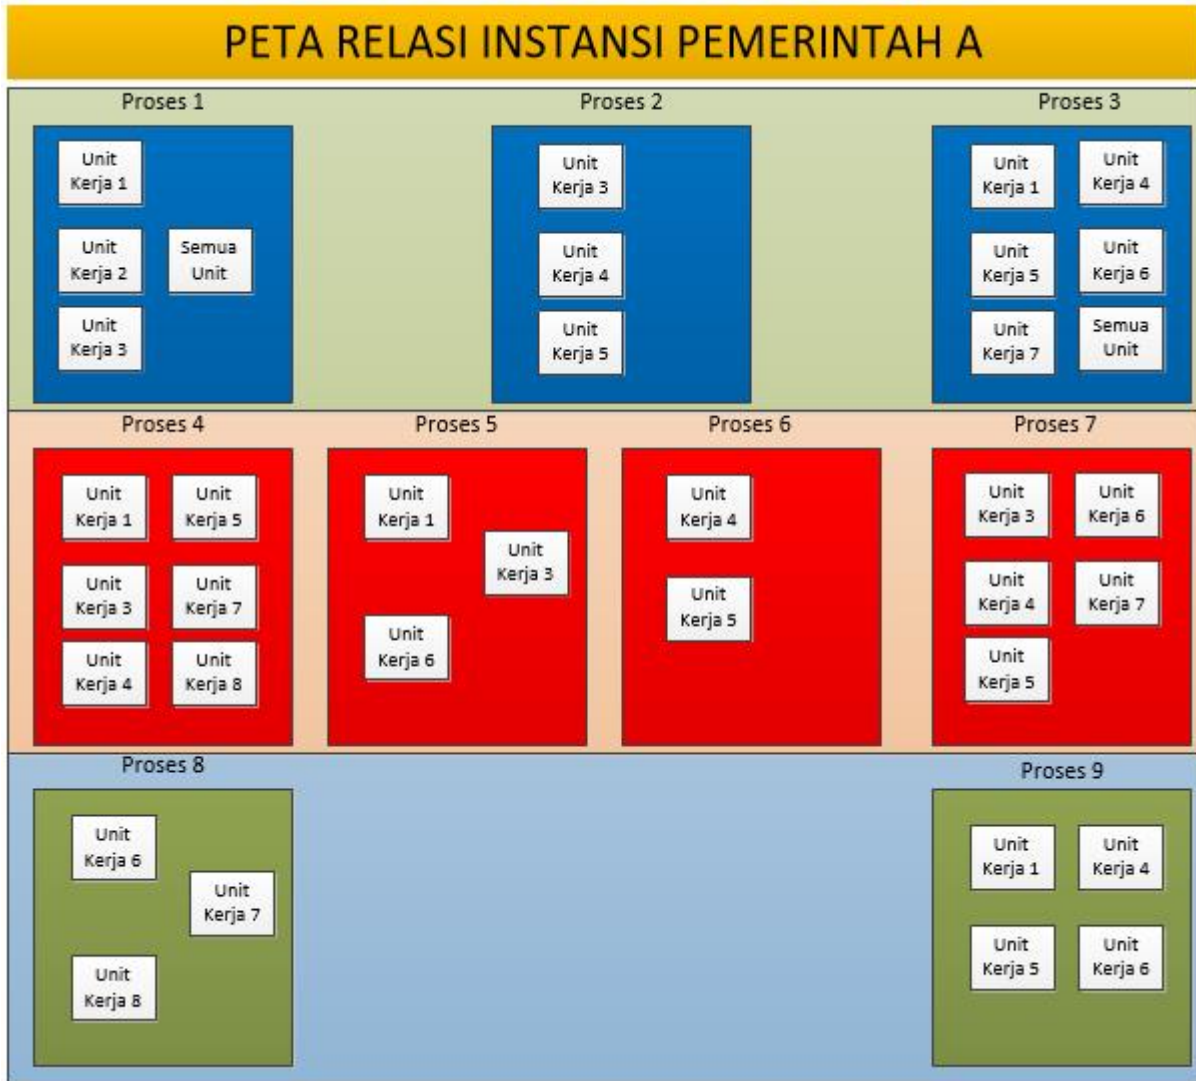 PETA RELASI INSTANSI PEMERINTAH A
Proses 1
Unit
Kerja 1
Unit
Kerja 2
Semua
Unit
Unit
Kerja 3
Proses 2
Unit
Kerja 3
Unit
Kerja 4
Unit
Kerja 5
Proses 3
Unit
Kerja 1
Unit
Kerja 4
Unit
Kerja 5
Unit
Kerja 6
Unit
Kerja 7
Semua
Unit
Proses 4
Unit
Kerja 1
Unit
Kerja 5
Unit
Kerja 3
Unit
Kerja 7
Unit
Kerja 4
Unit
Kerja 8
Proses 5
Unit
Kerja 1
Unit
Kerja 3
Unit
Kerja 6
Proses 6
Unit
Kerja 4
Unit
Kerja 5
Proses 7
Unit
Kerja 3
Unit
Kerja 6
Unit
Kerja 4
Unit
Kerja 7
Unit
Kerja 5
Proses 8
Unit
Kerja 6
Unit
Kerja 7
Unit
Kerja 8
Proses 9
Unit
Kerja 1
Unit
Kerja 4
Unit
Kerja 5
Unit
Kerja 6